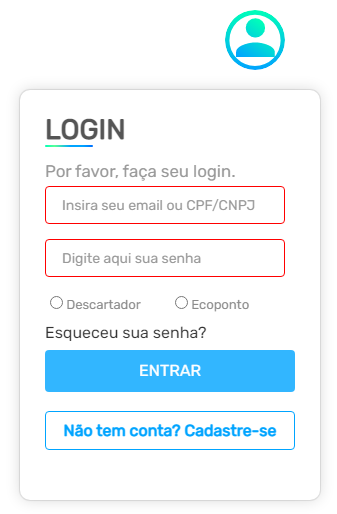 LOGIN
Por favor, faça seu login.
Insira seu email ou CPF/CNPJ
Digite aqui sua senha
Descartador Ecoponto
Esqueceu sua senha?
ENTRAR
Não tem conta? Cadastre-se